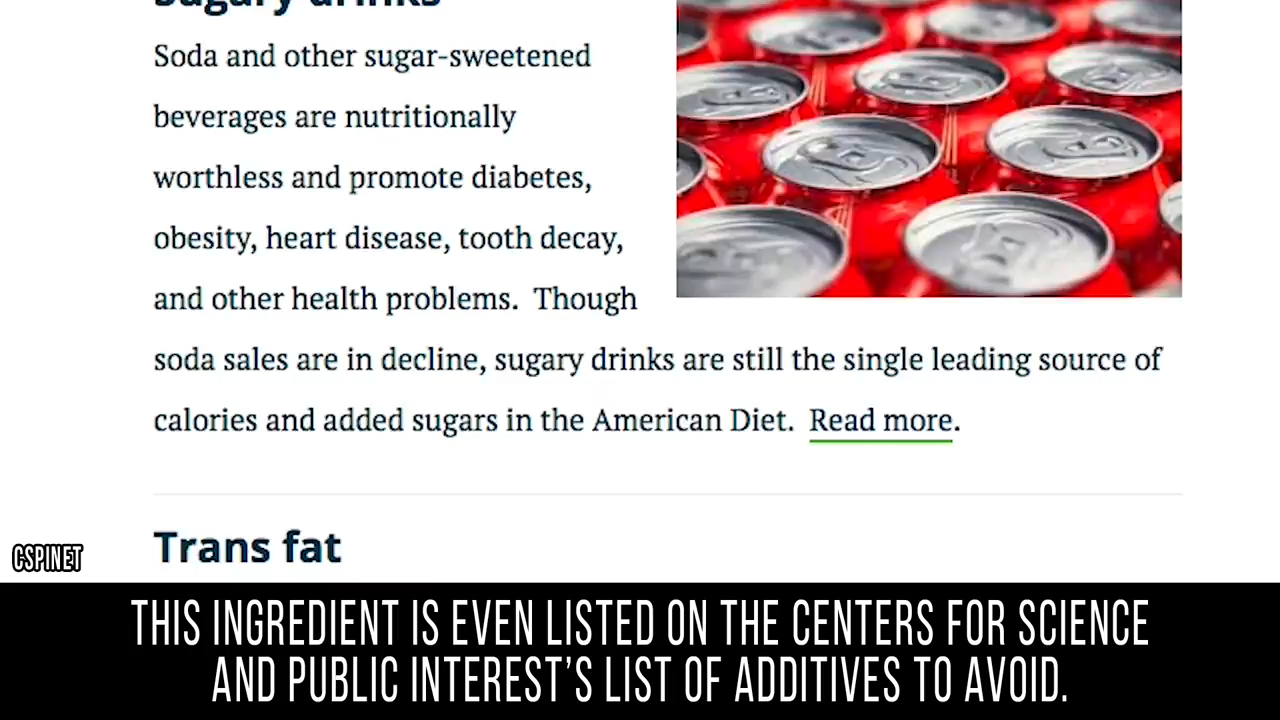 Sugary drinks
Soda and other sugar-sweetened
beverages are nutritionally
worthless and promote diabetes,
obesity, heart disease, tooth decay,
and other health problems.  Though
soda sales are in decline, sugary drinks are still the single leading source of
calories and added sugars in the American Diet.  Read more.
Trans fat
CSPINET
THIS INGREDIENT IS EVEN LISTED ON THE CENTERS FOR SCIENCE
AND PUBLIC INTEREST'S LIST OF ADDITIVES TO AVOID.